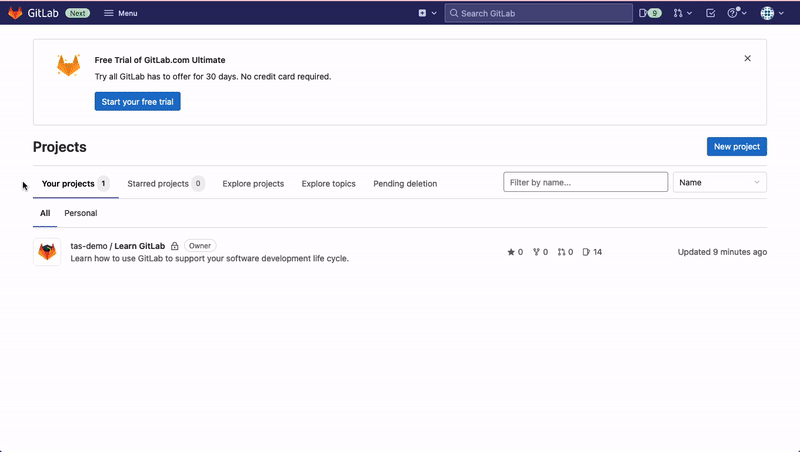 GitLab Next Menu Search GitLab 9
Free Trial of GitLab.com Ultimate
Try all GitLab has to offer for 30 days. No credit card required.
Start your free trial
Projects
New project
Your projects 1 Starred projects 0 Explore projects Explore topics Pending deletion Filter by name... Name
All Personal
tas-demo / Learn GitLab Owner
Learn how to use GitLab to support your software development life cycle.
0 0 0 14 Updated 9 minutes ago